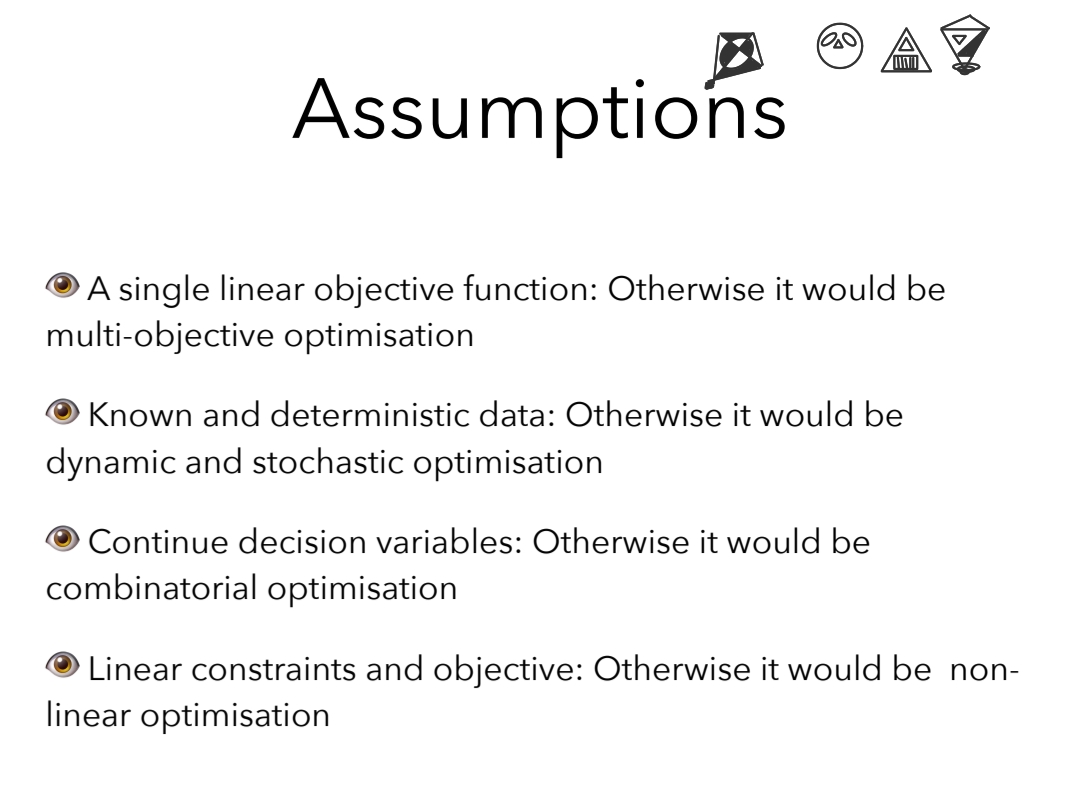 Assumptions
👁 A single linear objective function: Otherwise it would be
multi-objective optimisation
👁 Known and deterministic data: Otherwise it would be
dynamic and stochastic optimisation
👁 Continue decision variables: Otherwise it would be
combinatorial optimisation
👁 Linear constraints and objective: Otherwise it would be  non-
linear optimisation